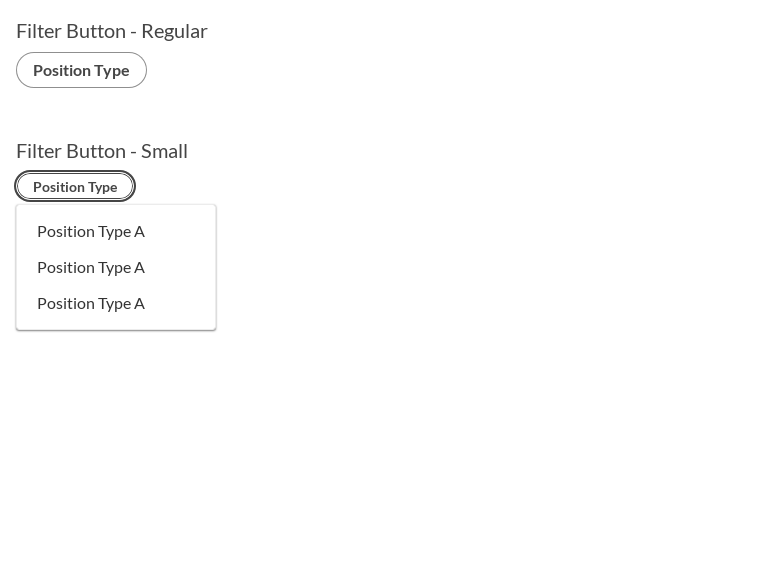 Filter Button - Regular
Position Type
Filter Button - Small
Position Type
Position Type A
Position Type A
Position Type A